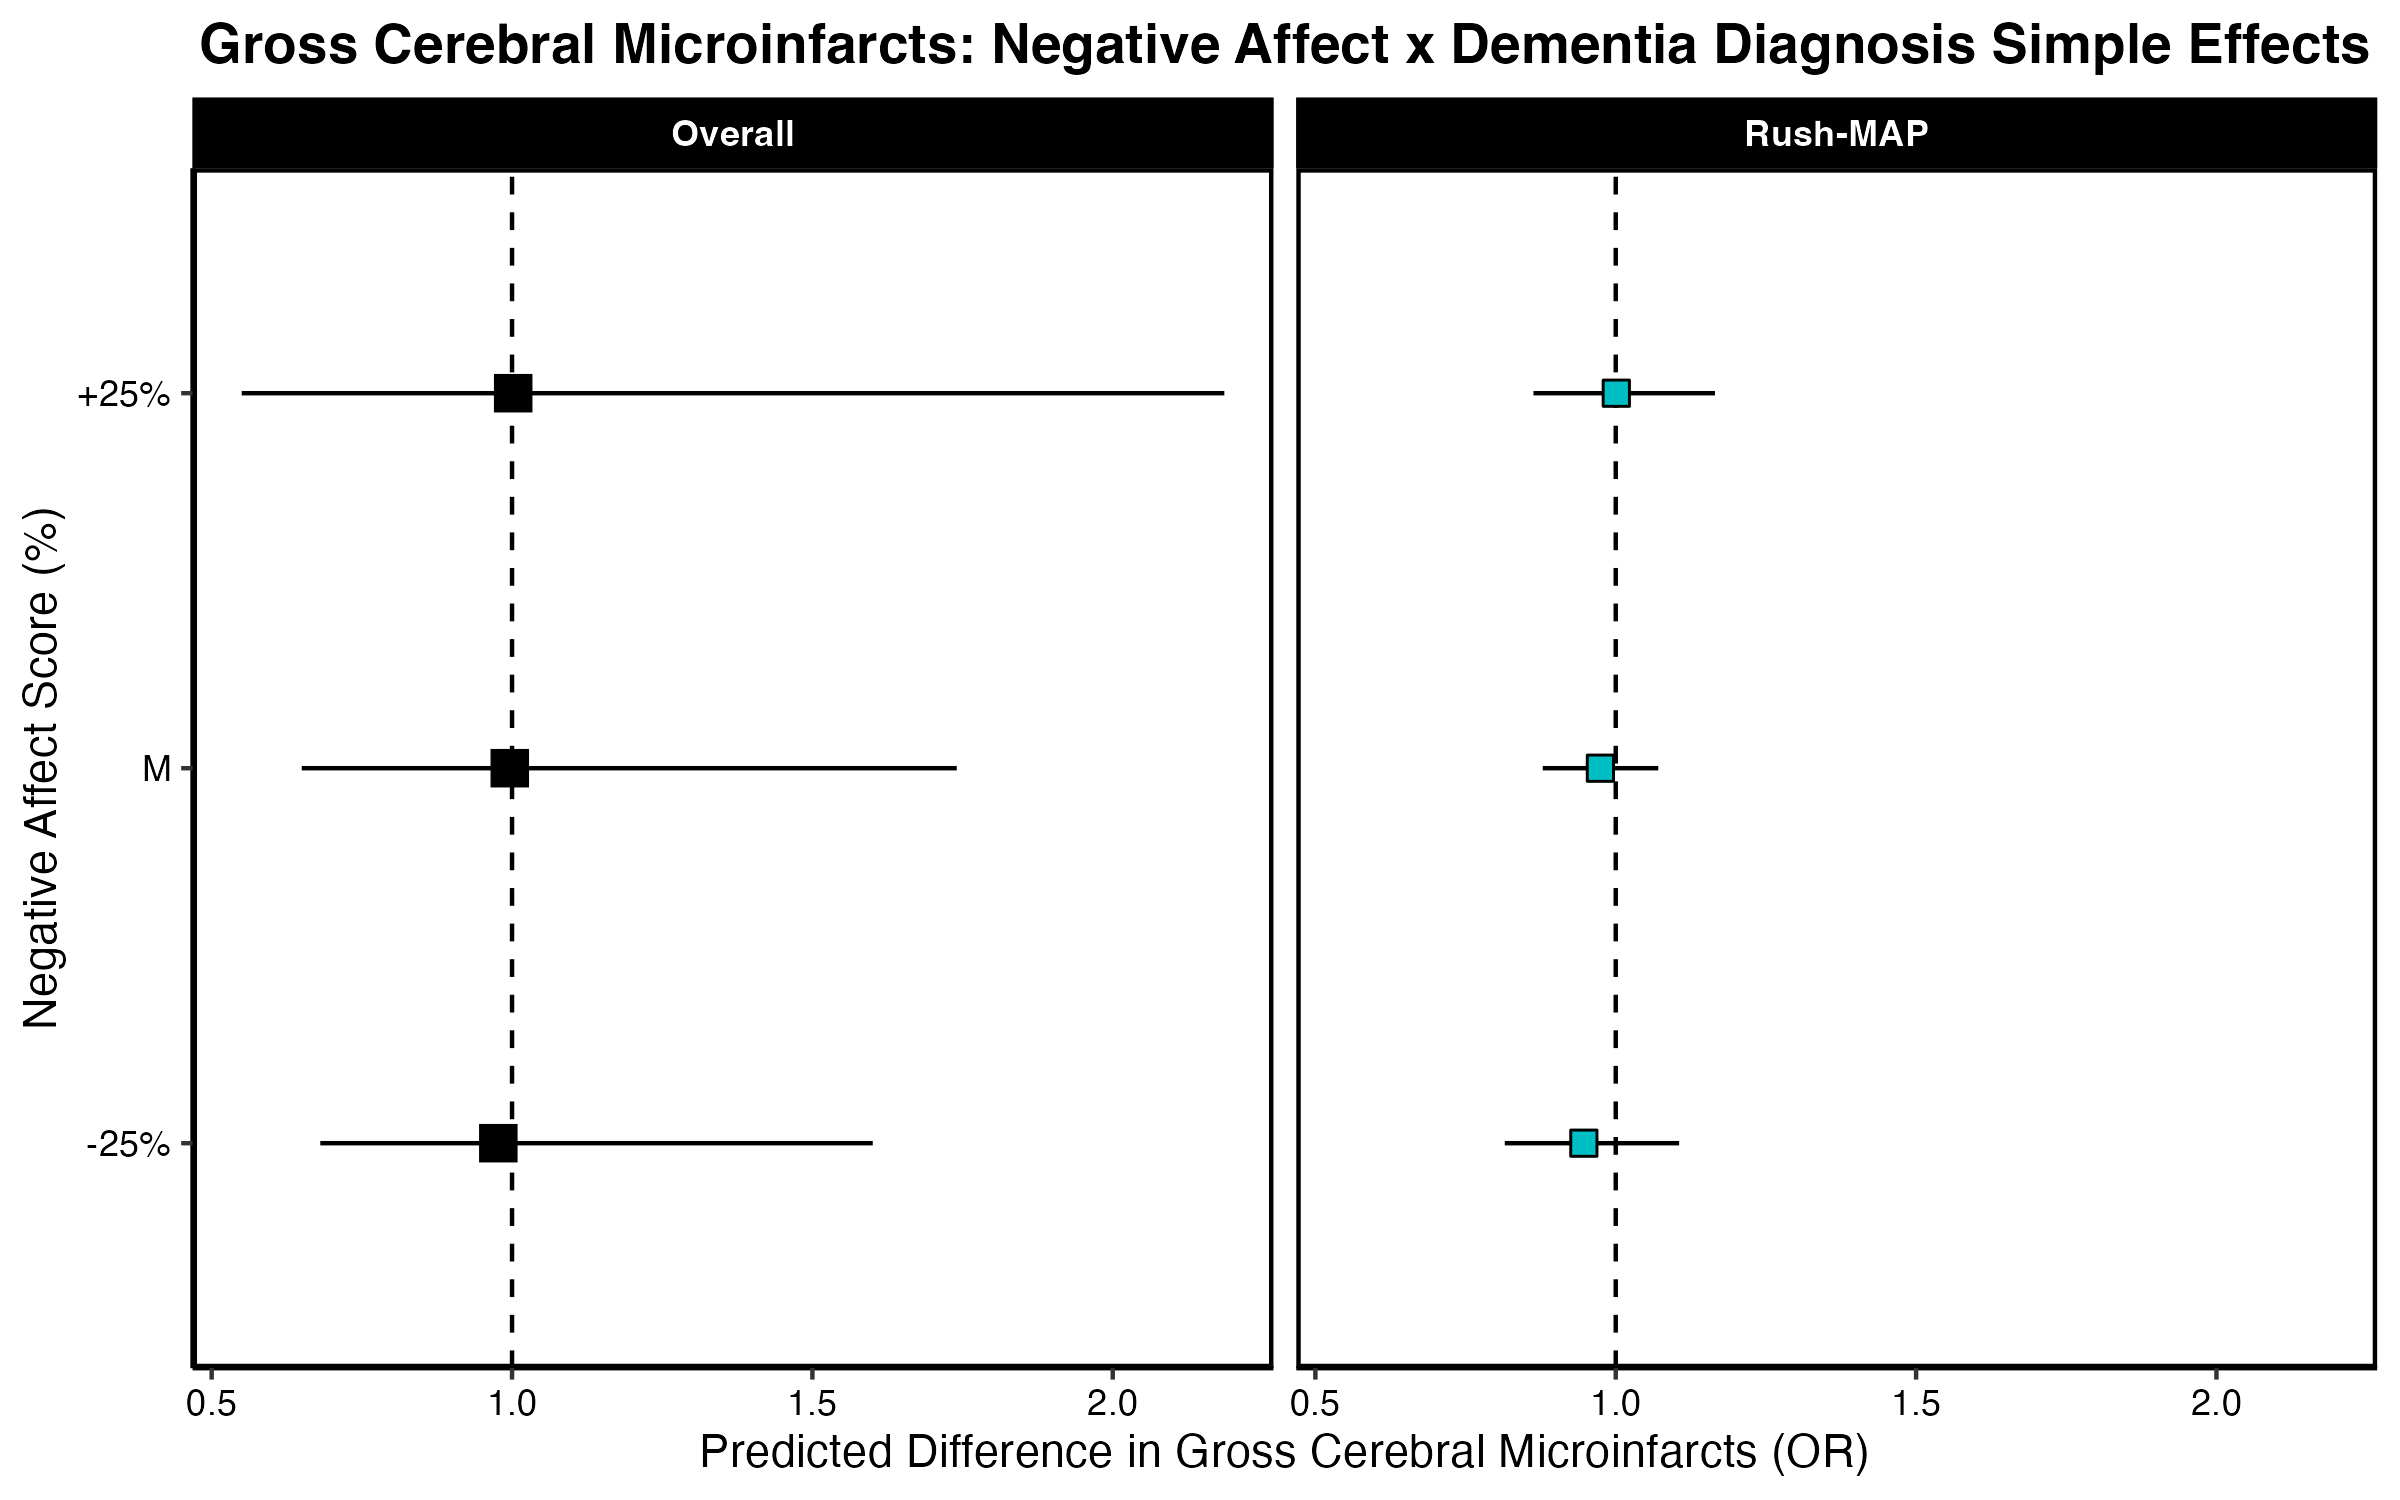 Gross Cerebral Microinfarcts: Negative Affect x Dementia Diagnosis Simple Effects
Overall
Rush-MAP
Negative Affect Score (%)
+25%
M
-25%
0.5 1.0 1.5 2.0
0.5 1.0 1.5 2.0
Predicted Difference in Gross Cerebral Microinfarcts (OR)